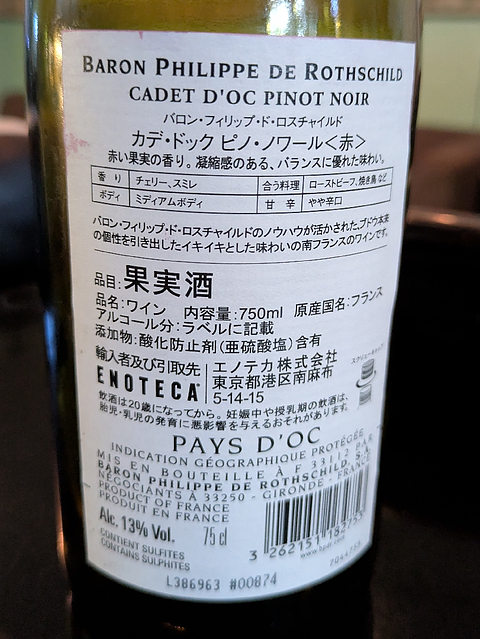 BARON PHILIPPE DE ROTHSCHILD
CADET D'OC PINOT NOIR
バロン・フィリップ・ド・ロスチャイルド
カデ・ドック ピノ・ノワール<赤>
赤い果実の香り。凝縮感のある、バランスに優れた味わい。
香り チェリー、スミレ 合う料理 ローストビーフ、焼き鳥など
ボディ ミディアムボディ 甘辛 やや辛口
バロン・フィリップ・ド・ロスチャイルドのノウハウが活かされた、ブドウ本来
の個性を引き出したイキイキとした味わいの南フランスのワインです。
品目:果実酒
品名:ワイン 内容量:750ml 原産国名:フランス
アルコール分:ラベルに記載
添加物:酸化防止剤(亜硫酸塩)含有
輸入者及び引取先 エノテカ株式会社
ENOTECA® 東京都港区南麻布
5-14-15
スクリューキャップ
飲酒は20歳になってから。妊娠中や授乳期の飲酒は、
胎児・乳児の発育に悪影響を与えるおそれがあります。
PAYS D'OC
INDICATION GÉOGRAPHIQUE PROTÉGÉE
MIS EN BOUTEILLE À F 33112 PAR
BARON PHILIPPE DE ROTHSCHILD S.A.
NÉGOCIANTS À 33250 - GIRONDE - FRANCE
PRODUCT OF FRANCE
PRODUIT EN FRANCE
Alc. 13% Vol. 75 cl
CONTIENT SULFITES
CONTAINS SULPHITES
3 262151 182753
L386963 #00874